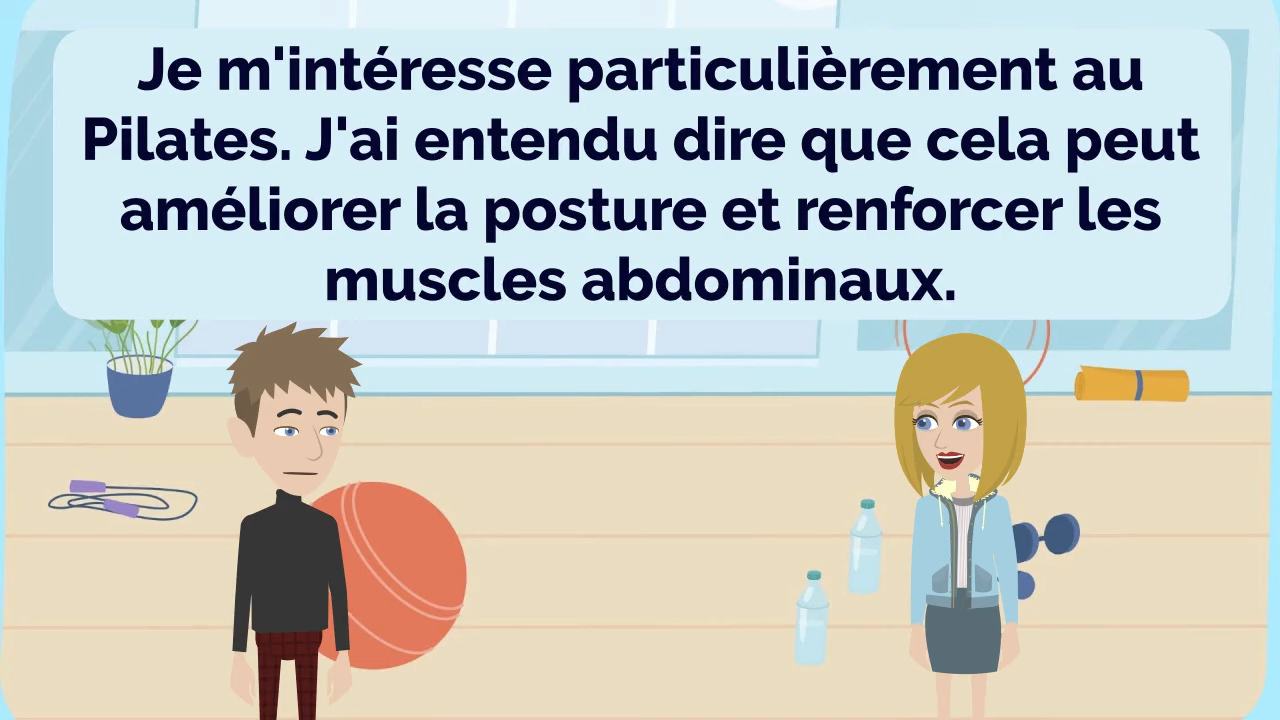 Je m'intéresse particulièrement au
Pilates. J'ai entendu dire que cela peut
améliorer la posture et renforcer les
muscles abdominaux.